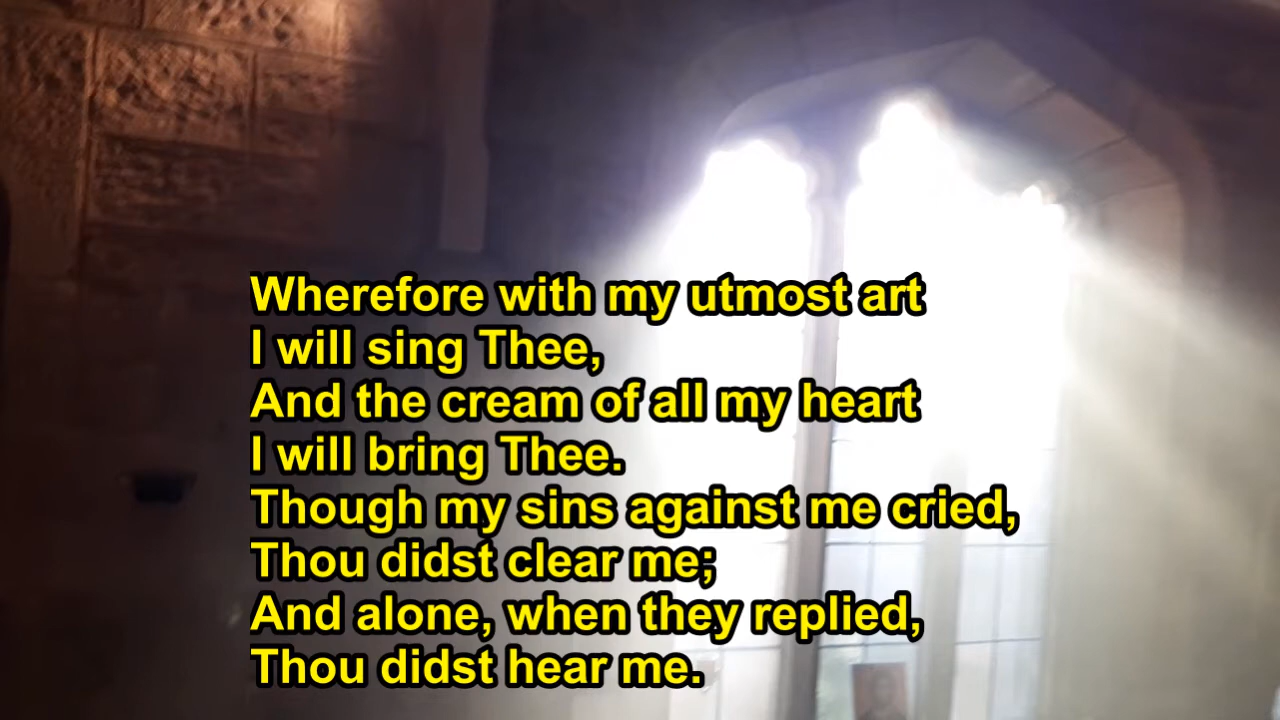 Wherefore with my utmost art
I will sing Thee,
And the cream of all my heart
I will bring Thee.
Though my sins against me cried,
Thou didst clear me;
And alone, when they replied,
Thou didst hear me.